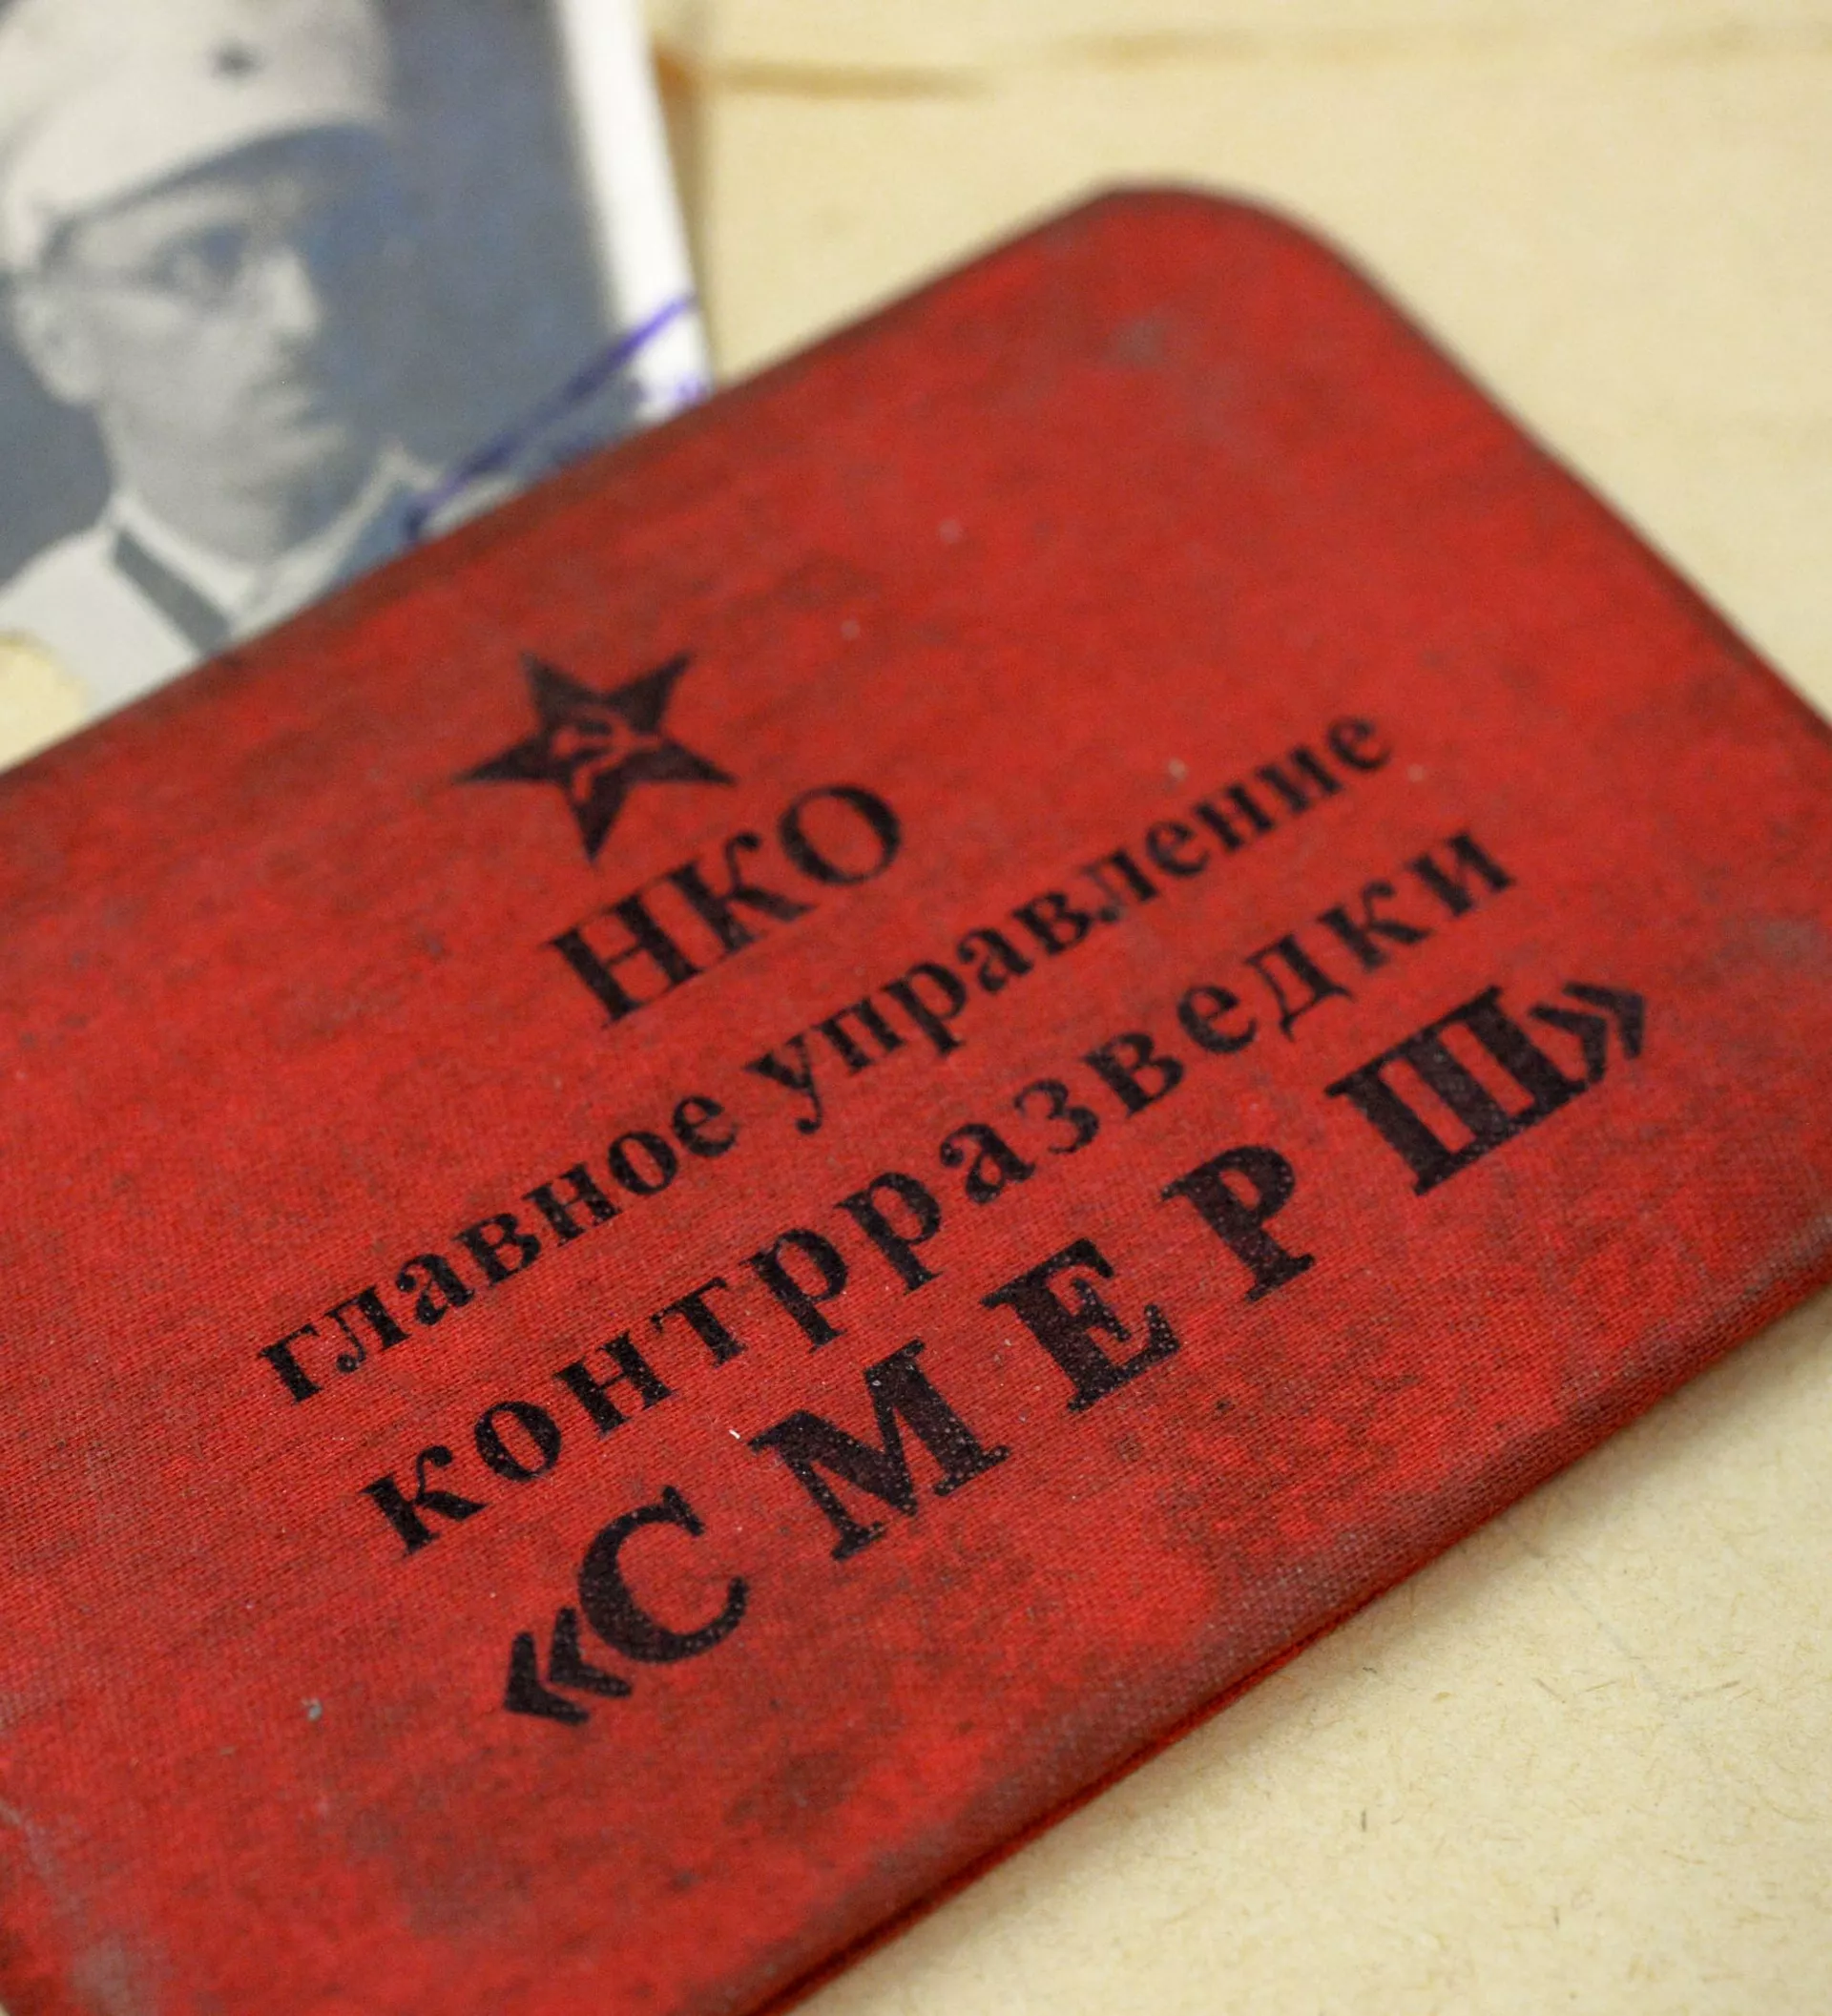 НКО
главное управление
контрразведки
«СМЕРШ»